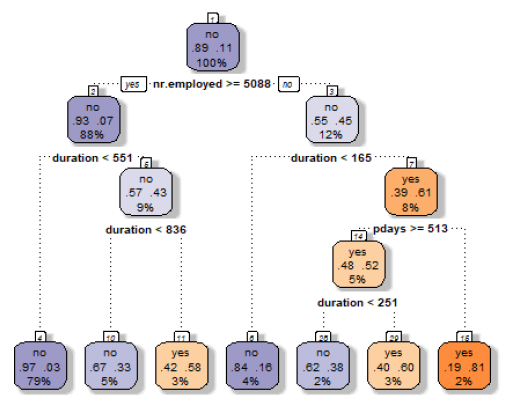 1
no
.89 .11
100%
yes nr.employed >= 5088 no
2
no
.93 .07
88%
3
no
.55 .45
12%
duration < 551
duration < 165
5
no
.57 .43
9%
7
yes
.39 .61
8%
duration < 836
pdays >= 513
14
yes
.48 .52
5%
duration < 251
4
no
.97 .03
79%
10
no
.67 .33
5%
11
yes
.42 .58
3%
6
no
.84 .16
4%
28
no
.62 .38
2%
29
yes
.40 .60
3%
15
yes
.19 .81
2%